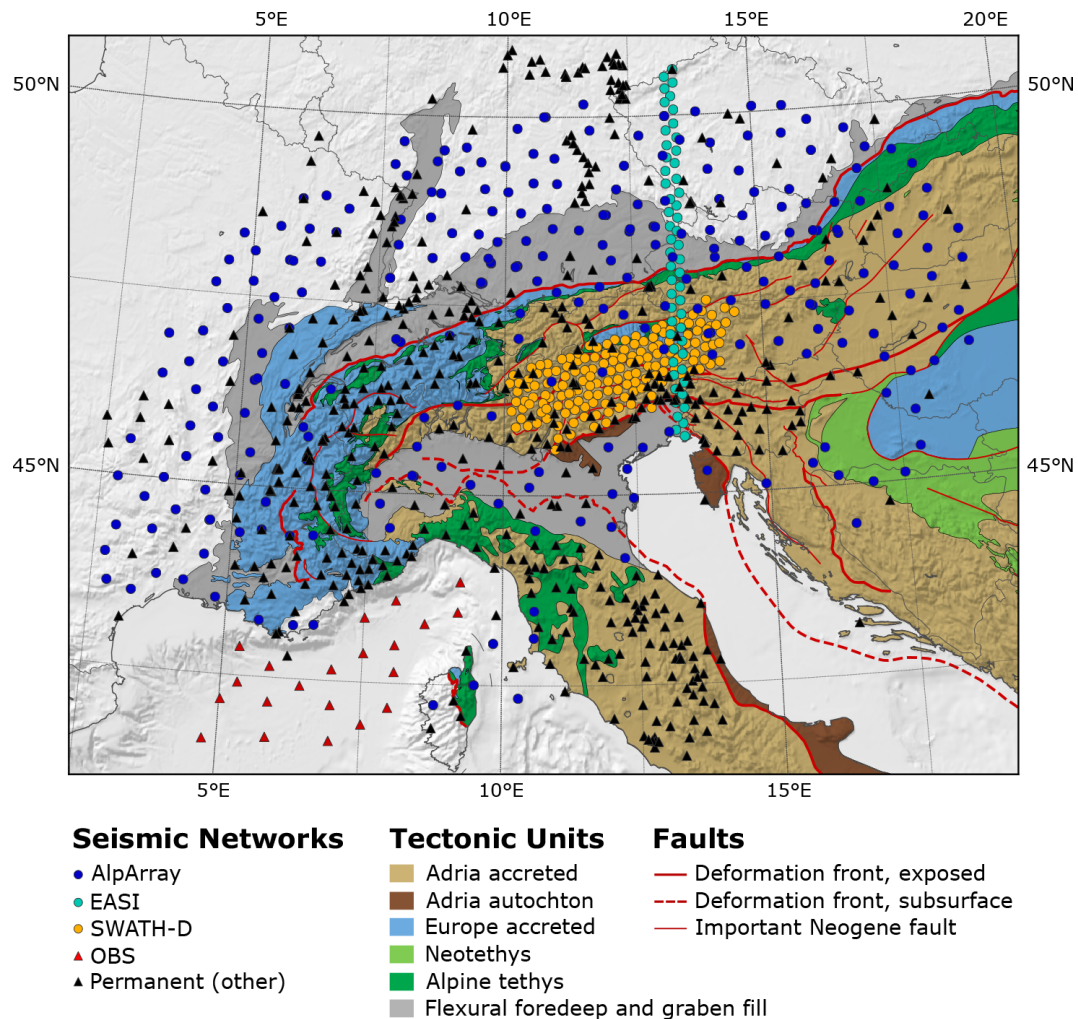 5°E 10°E 15°E 20°E
50°N 50°N
45°N 45°N
5°E 10°E 15°E
Seismic Networks
AlpArray
EASI
SWATH-D
OBS
Permanent (other)
Tectonic Units
Adria accreted
Adria autochton
Europe accreted
Neotethys
Alpine tethys
Flexural foredeep and graben fill
Faults
Deformation front, exposed
Deformation front, subsurface
Important Neogene fault